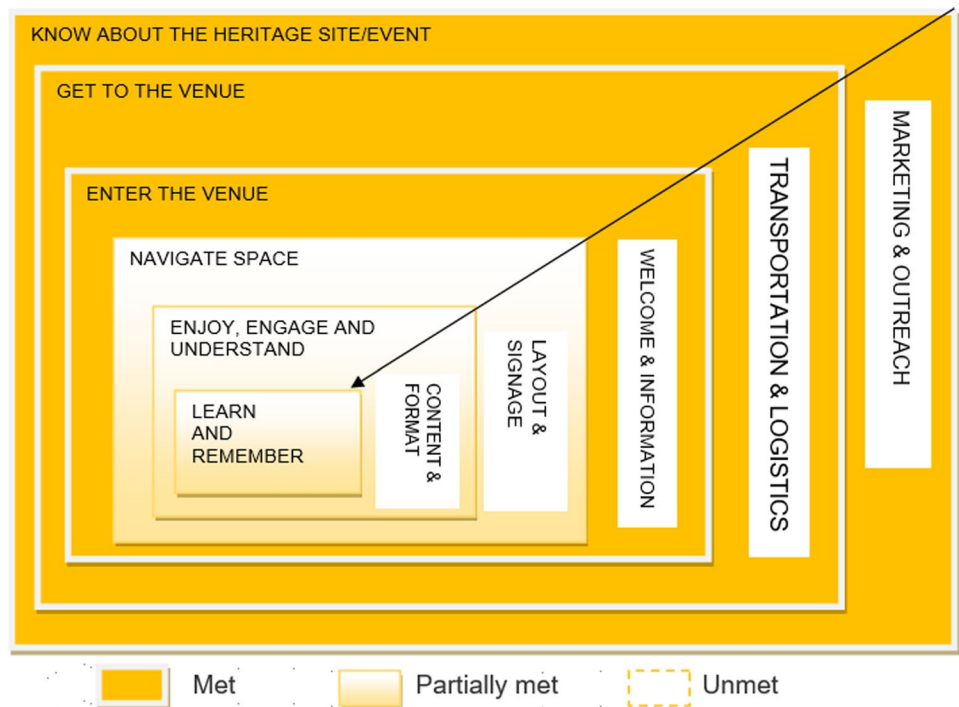 KNOW ABOUT THE HERITAGE SITE/EVENT
GET TO THE VENUE
ENTER THE VENUE
NAVIGATE SPACE
ENJOY, ENGAGE AND
UNDERSTAND
LEARN
AND
REMEMBER
CONTENT &
FORMAT
LAYOUT &
SIGNAGE
WELCOME & INFORMATION
TRANSPORTATION & LOGISTICS
MARKETING & OUTREACH
Met
Partially met
Unmet